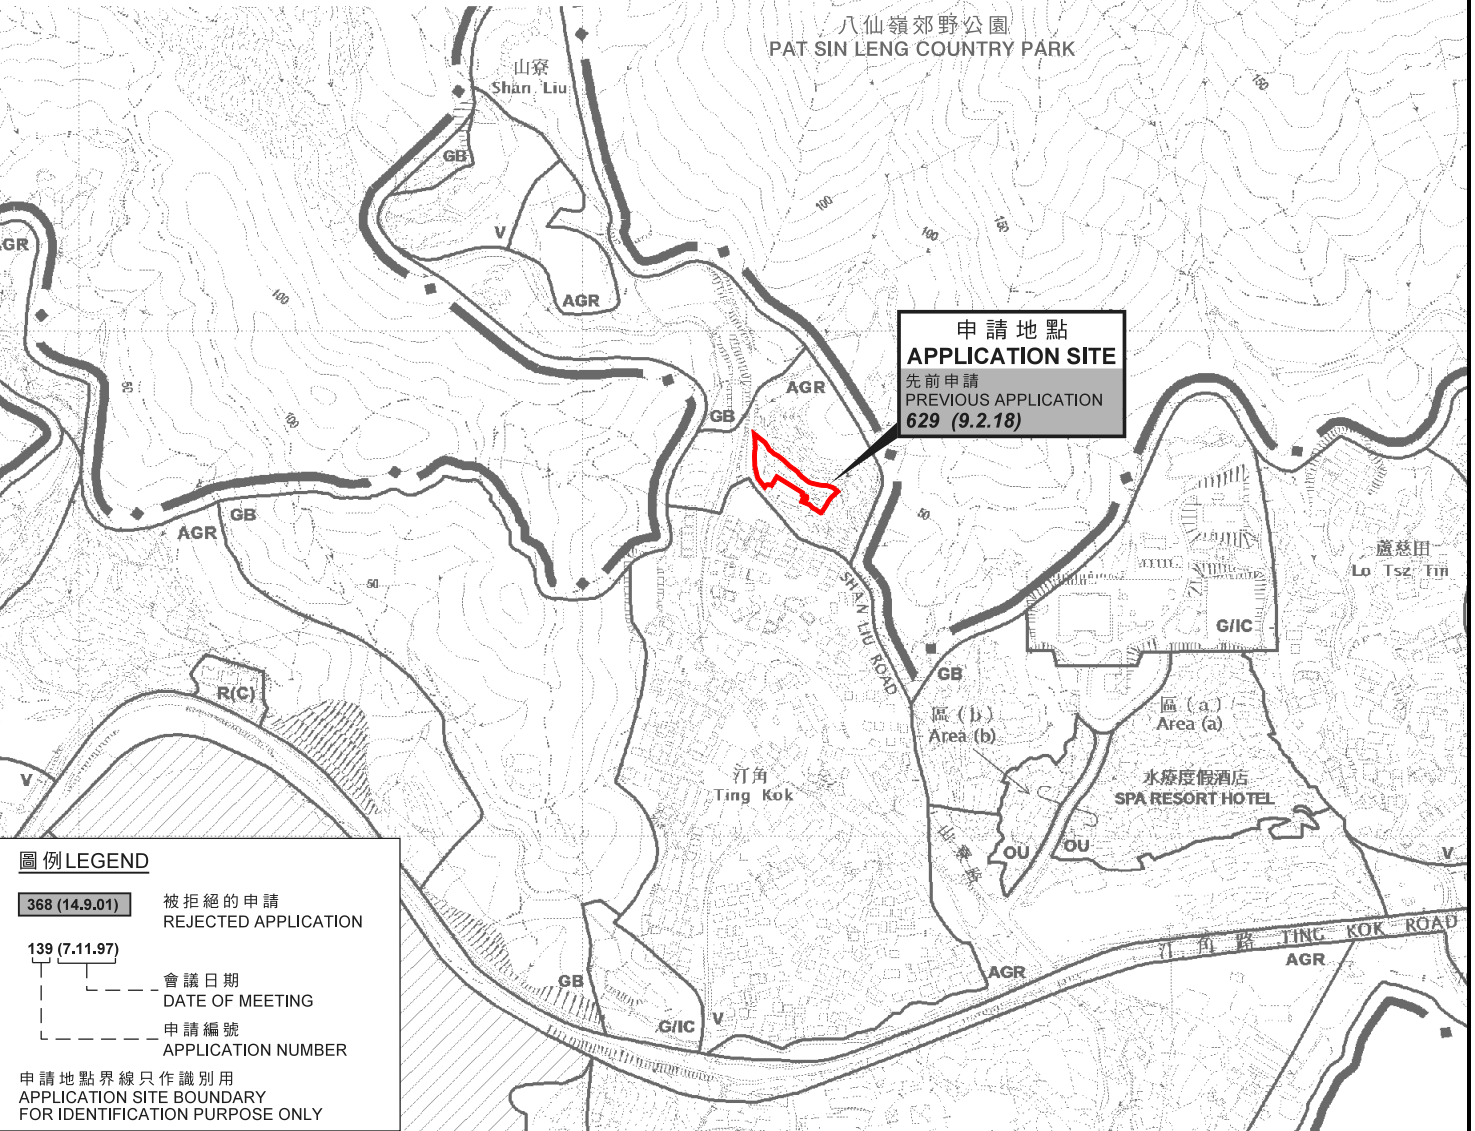 八仙嶺郊野公園
PAT SIN LENG COUNTRY PARK
山寮
Shan Liu
150
GB
100
150
100
V
AGR
100
AGR
申請地點
APPLICATION SITE
先前申請
PREVIOUS APPLICATION
629 (9.2.18)
50
AGR
100
GB
50
GB
AGR
蘆慈田
Lo Tsz Tin
50
SHAN LIU ROAD
G/IC
GB
R(C)
區 (a)
Area (a)
區 (b)
Area (b)
汀角
Ting Kok
水療度假酒店
SPA RESORT HOTEL
V
山寮路
OU
OU
V
圖例LEGEND
368 (14.9.01)
被拒絕的申請
REJECTED APPLICATION
139 (7.11.97)
會議日期
DATE OF MEETING
申請編號
APPLICATION NUMBER
申請地點界線只作識別用
APPLICATION SITE BOUNDARY
FOR IDENTIFICATION PURPOSE ONLY
汀角路 TING KOK ROAD
AGR
AGR
GB
G/IC
V